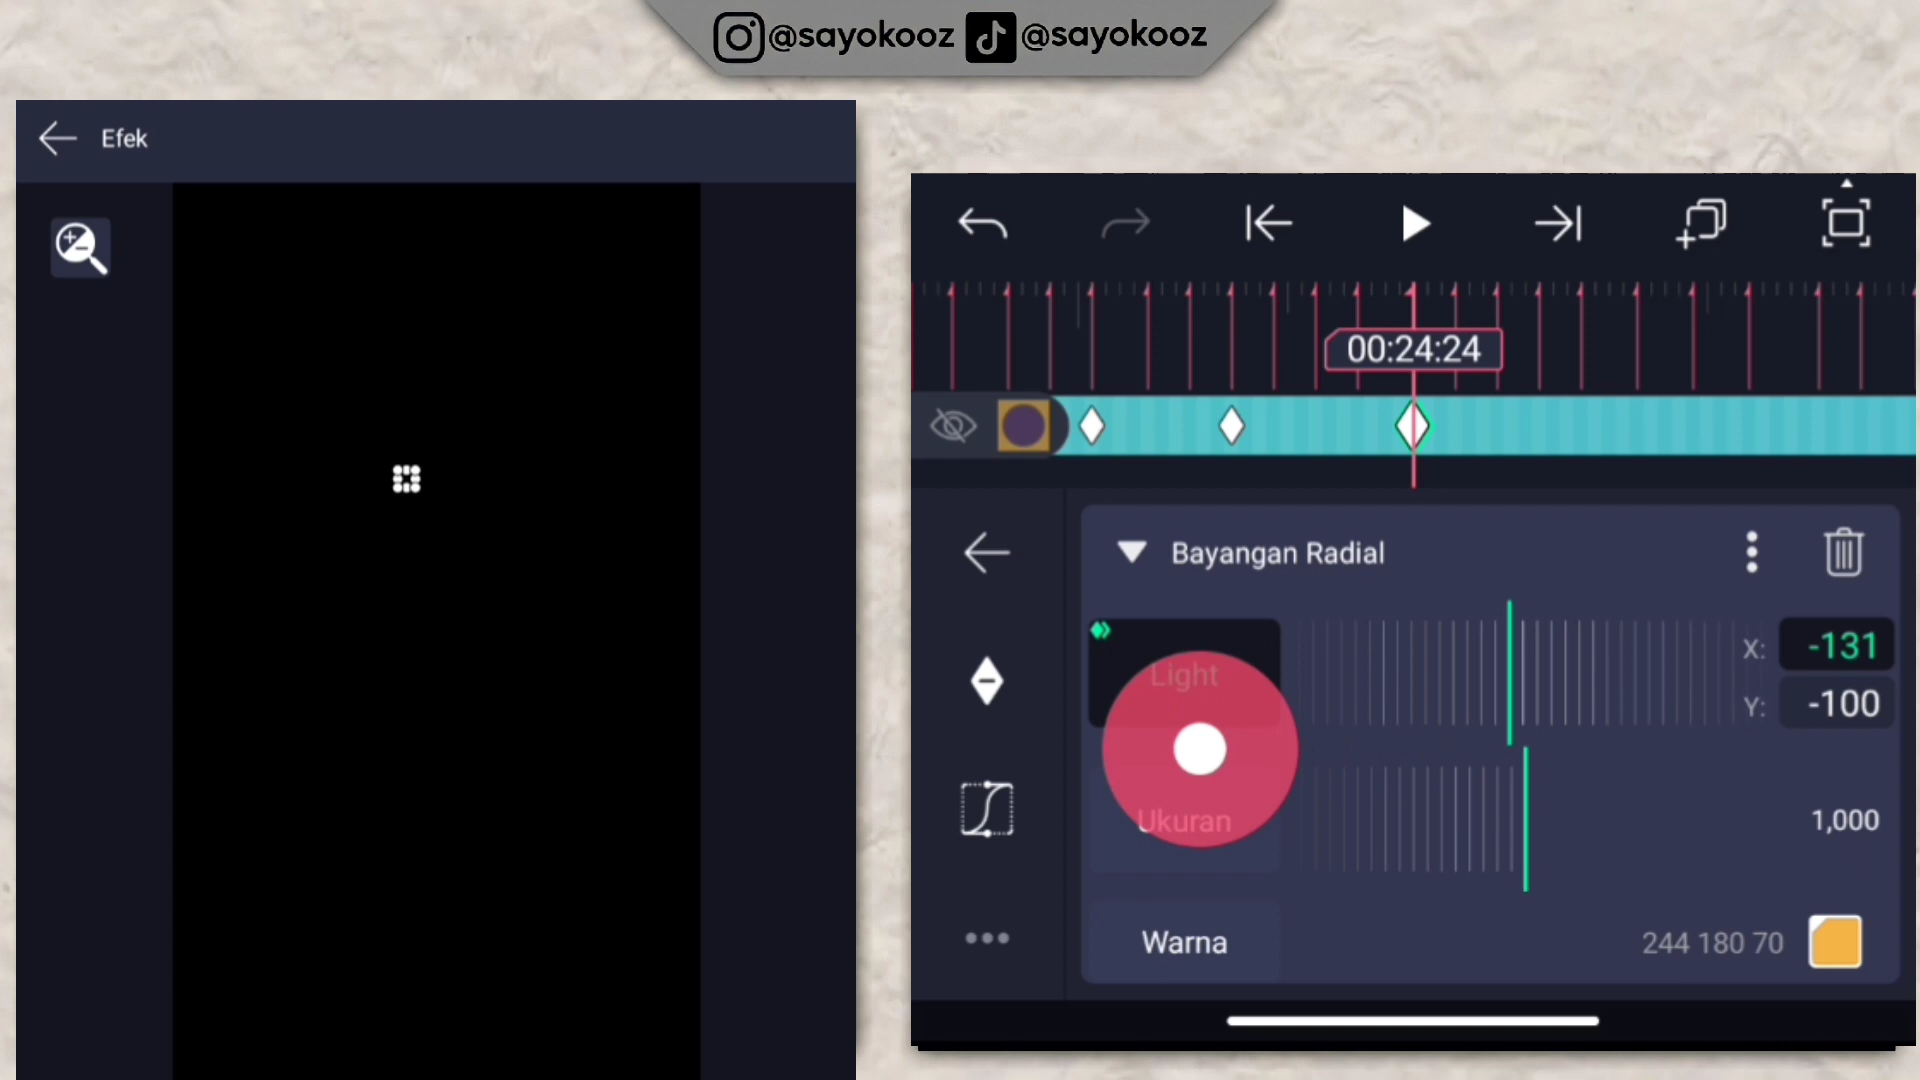 @sayokooz @sayokooz
Efek
00:24:24
Bayangan Radial
Light
X: -131
Y: -100
Ukuran
1,000
Warna
244 180 70